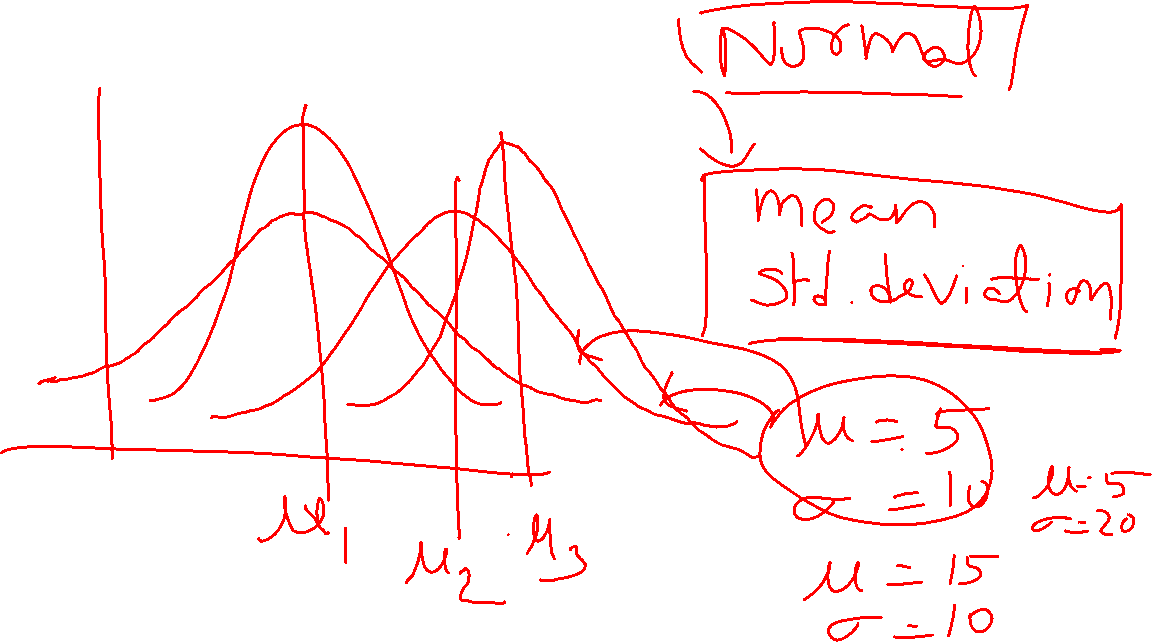 Normal
mean
std. deviation
μ = 5
σ = 10
μ = 5
σ = 20
μ = 15
σ = 10
μ1
μ2
μ3